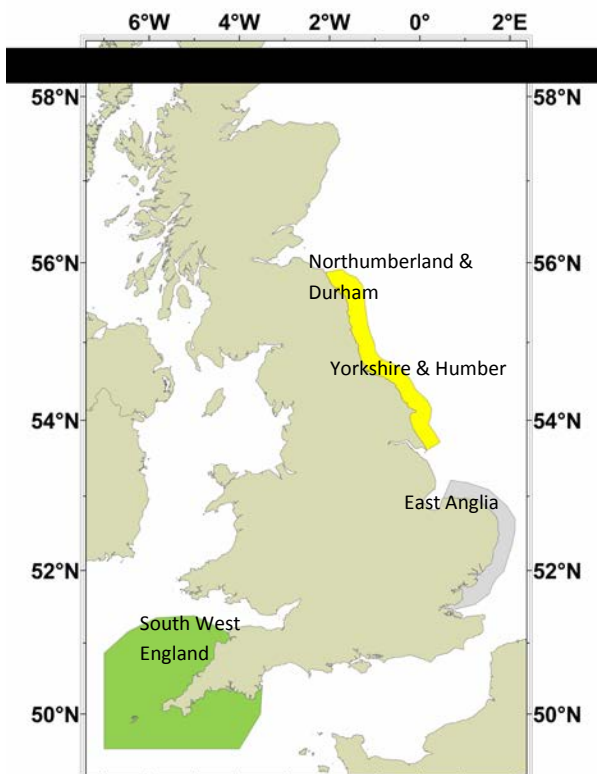 6°W 4°W 2°W 0° 2°E
58°N 58°N
56°N 56°N
Northumberland &
Durham
Yorkshire & Humber
54°N 54°N
East Anglia
52°N 52°N
South West
England
50°N 50°N